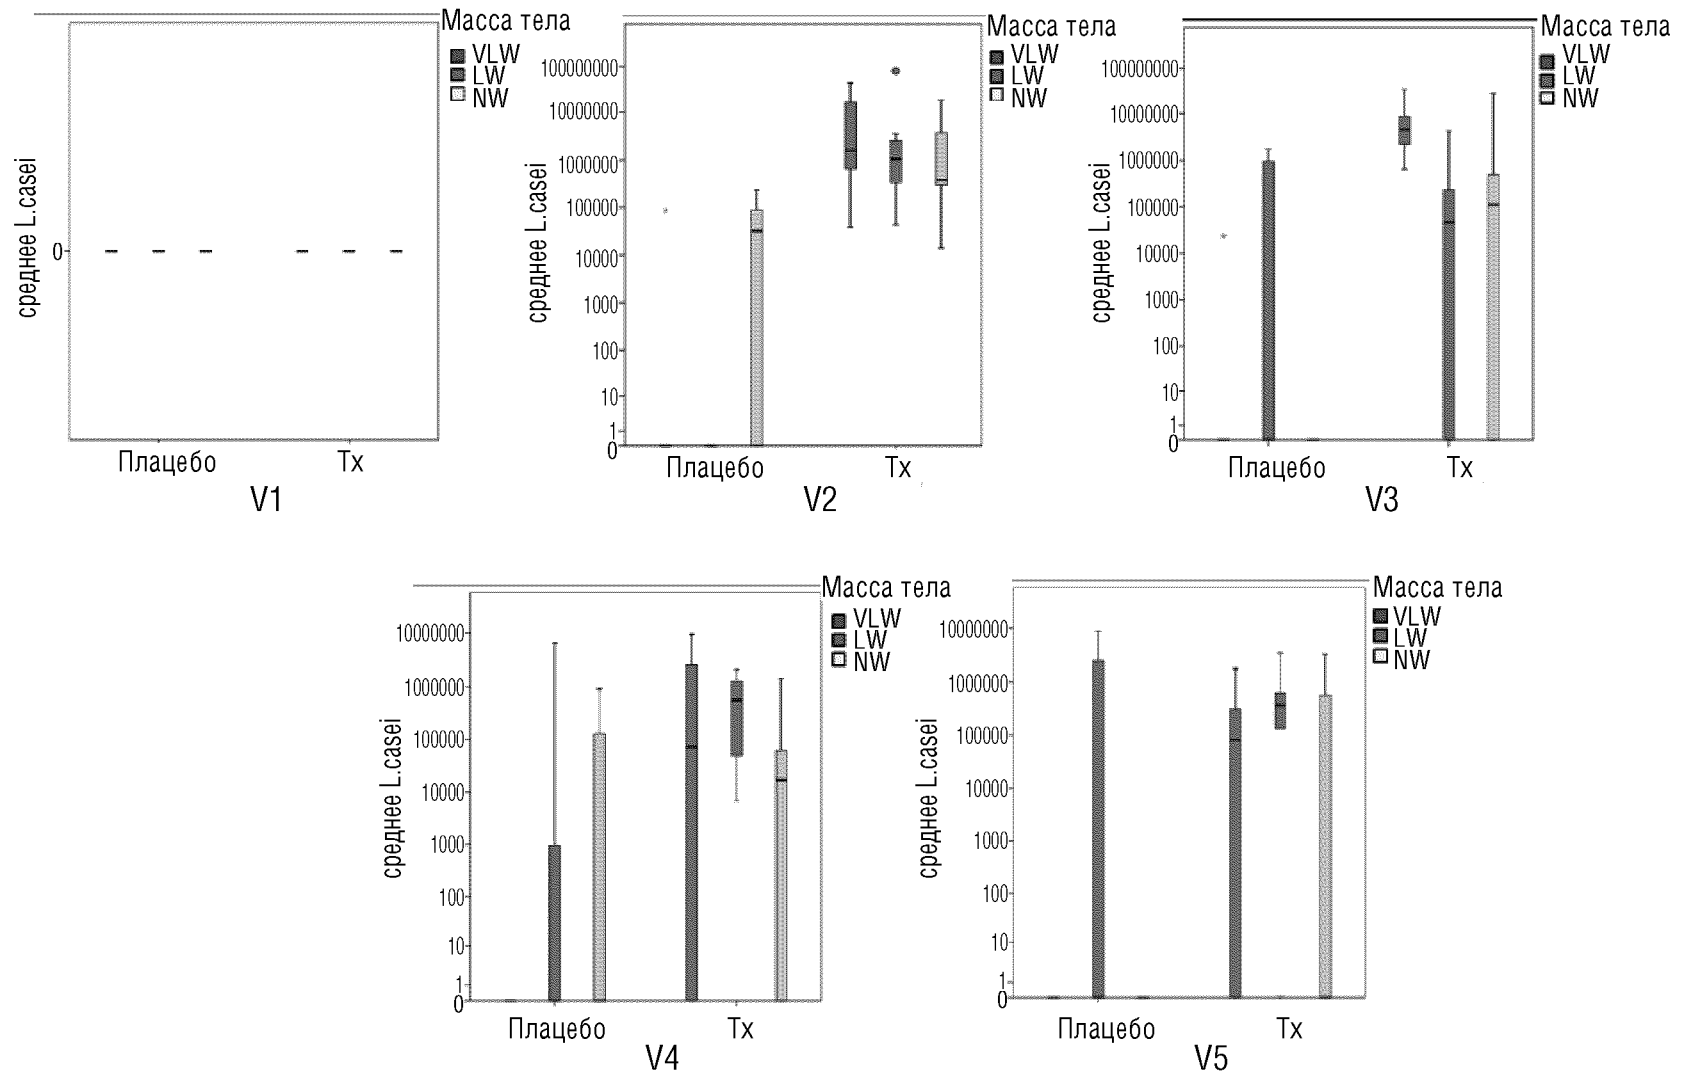 Масса тела
VLW
LW
NW
среднее L.casei
0
Плацебо
Tx
V1
Масса тела
VLW
LW
NW
среднее L.casei
100000000
10000000
1000000
100000
10000
1000
100
10
1
0
Плацебо
Tx
V2
Масса тела
VLW
LW
NW
среднее L.casei
100000000
10000000
1000000
100000
10000
1000
100
10
1
0
Плацебо
Tx
V3
Масса тела
VLW
LW
NW
среднее L.casei
10000000
1000000
100000
10000
1000
100
10
1
0
Плацебо
Tx
V4
Масса тела
VLW
LW
NW
среднее L.casei
10000000
1000000
100000
10000
1000
100
10
1
0
Плацебо
Tx
V5